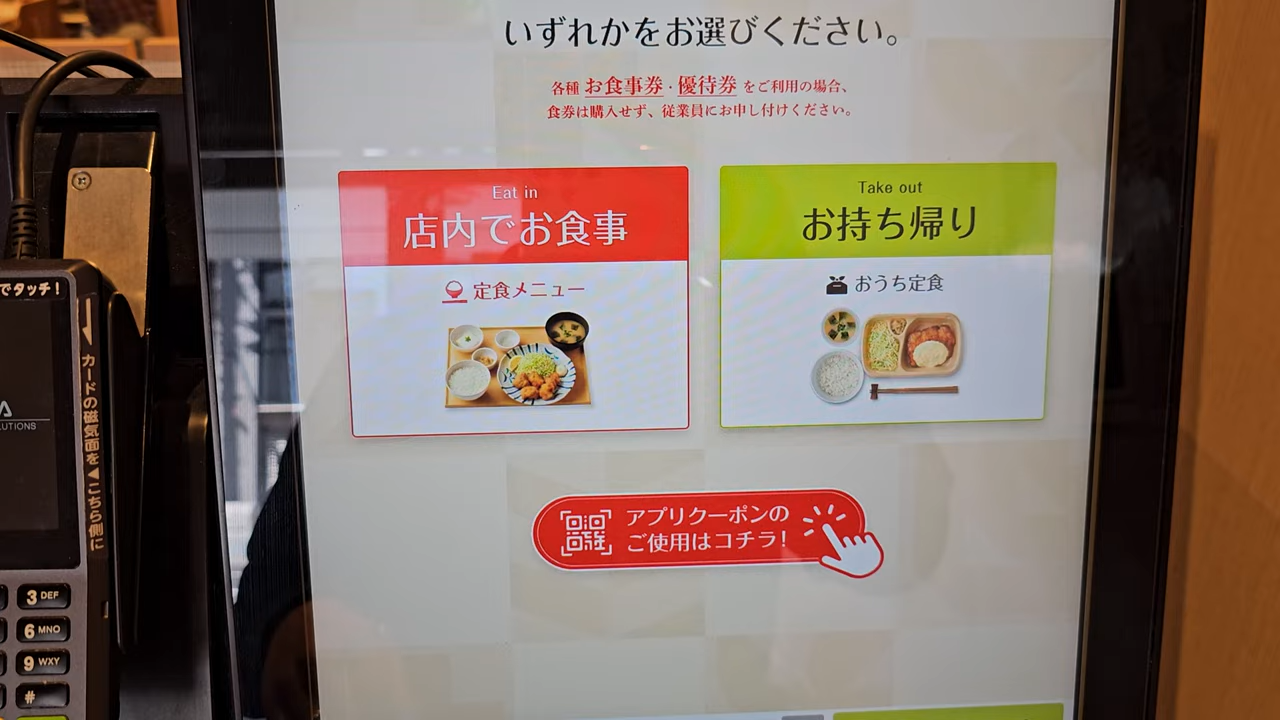 いずれかをお選びください。
各種 お食事券・優待券 をご利用の場合、
食券は購入せず、従業員にお申し付けください。
Eat in
店内でお食事
定食メニュー
Take out
お持ち帰り
おうち定食
アプリクーポンの
ご使用はコチラ!
でタッチ!
カードの磁気面を◀こちら側に
LUTIONS
3 DEF
6 MNO
9 WXY
#